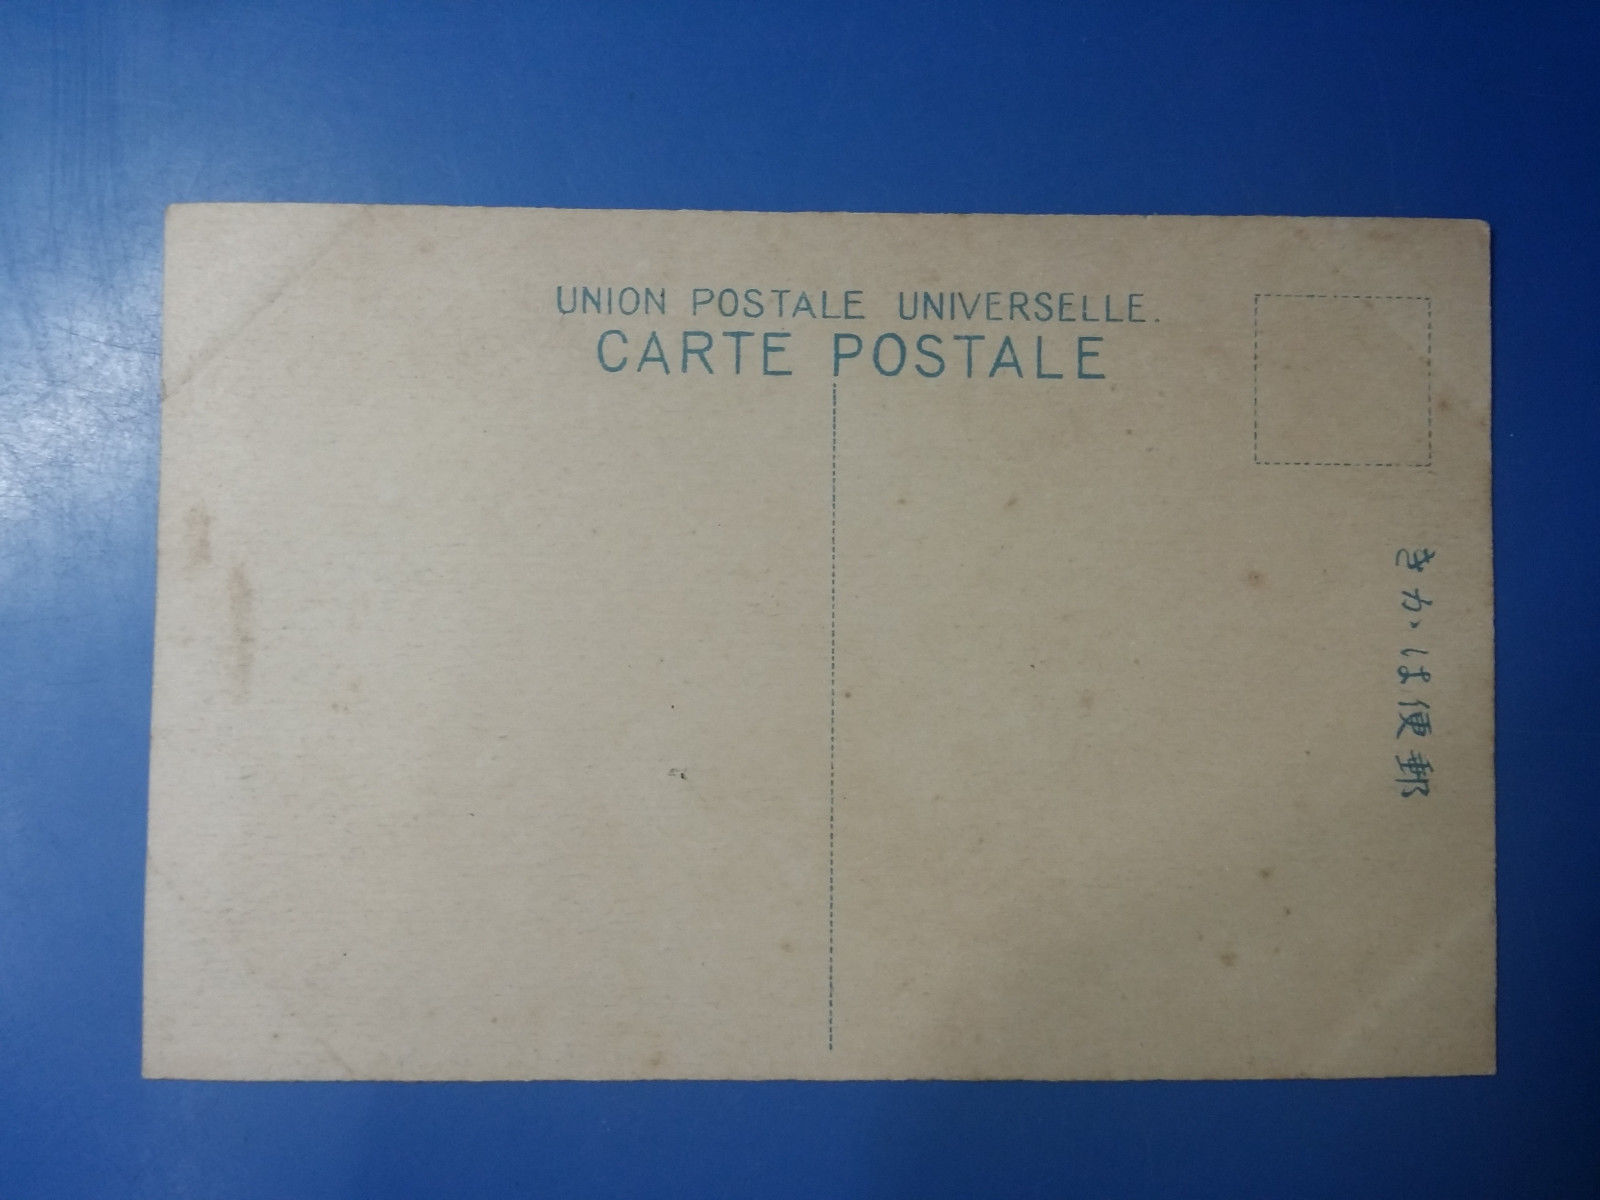 UNION POSTALE UNIVERSELLE.
CARTE POSTALE
きかは便郵